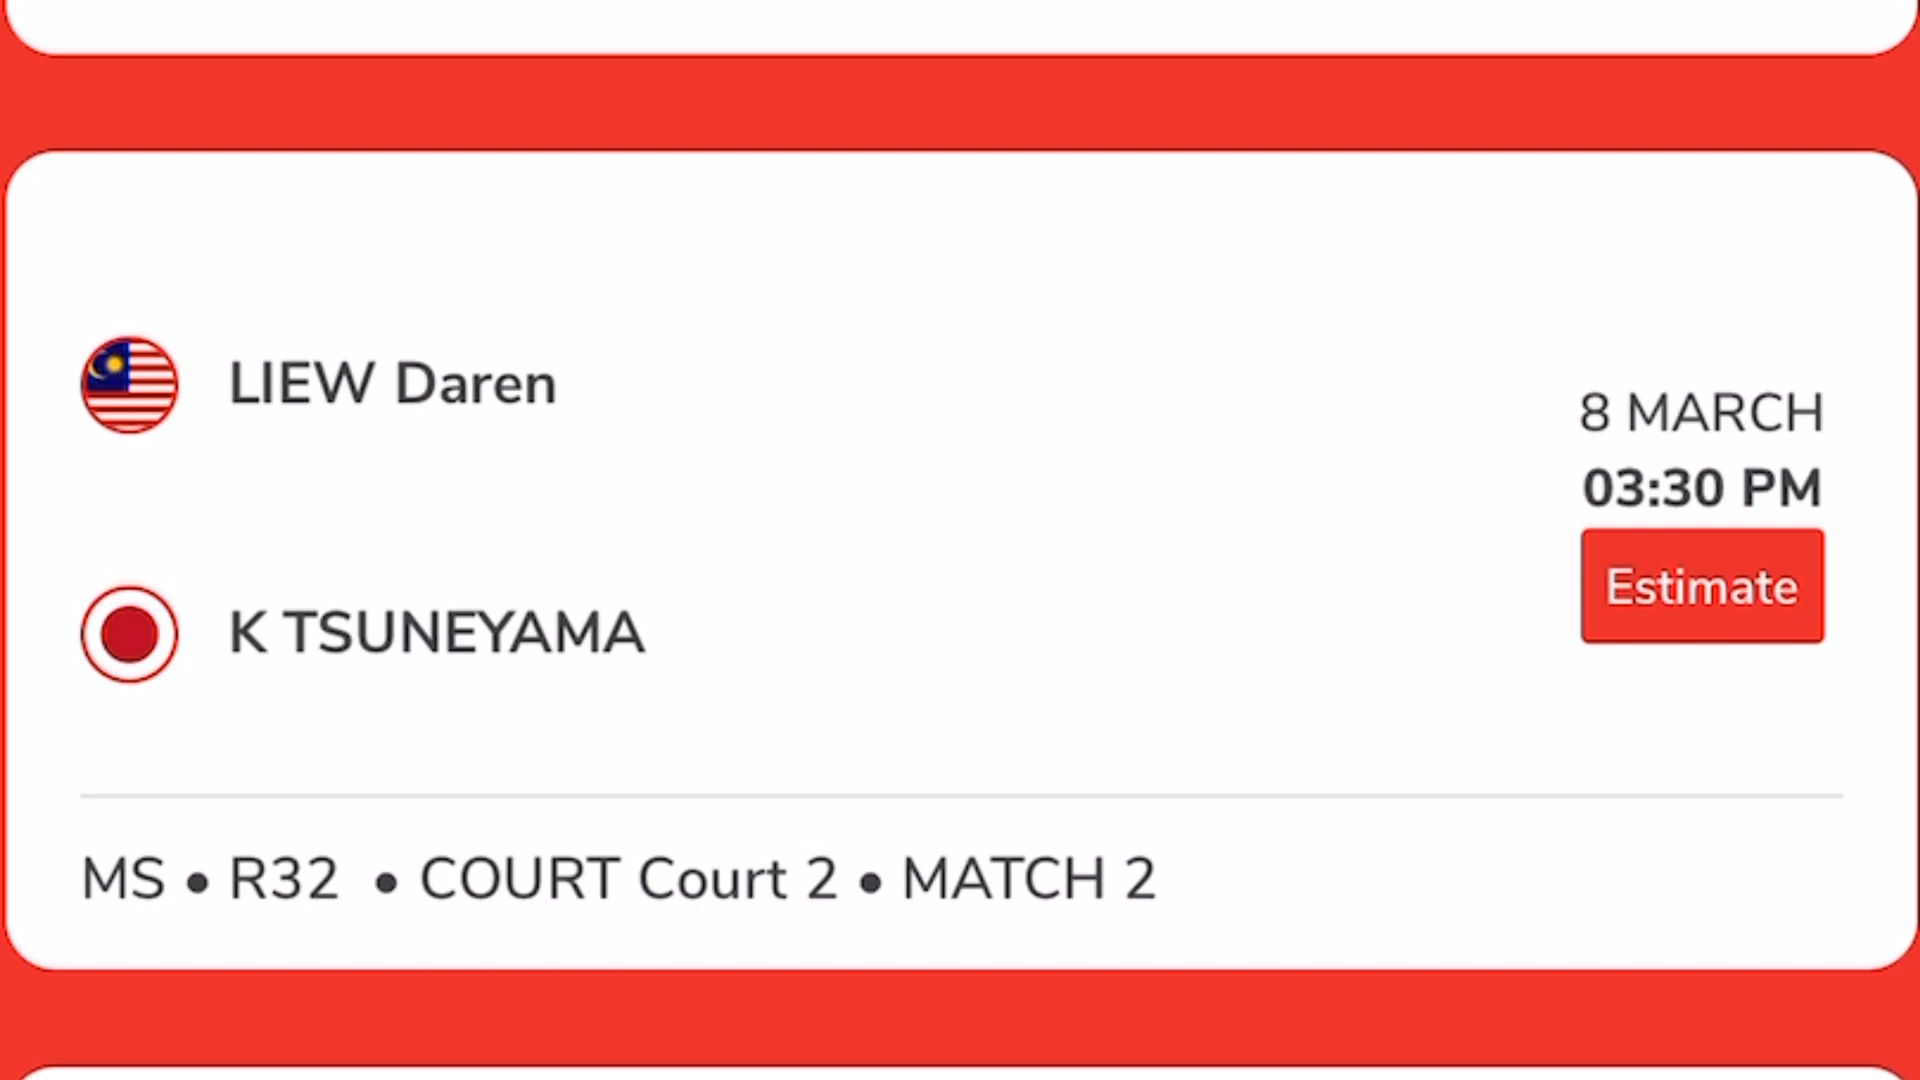 LIEW Daren
8 MARCH
03:30 PM
Estimate
K TSUNEYAMA
MS • R32 • COURT Court 2 • MATCH 2